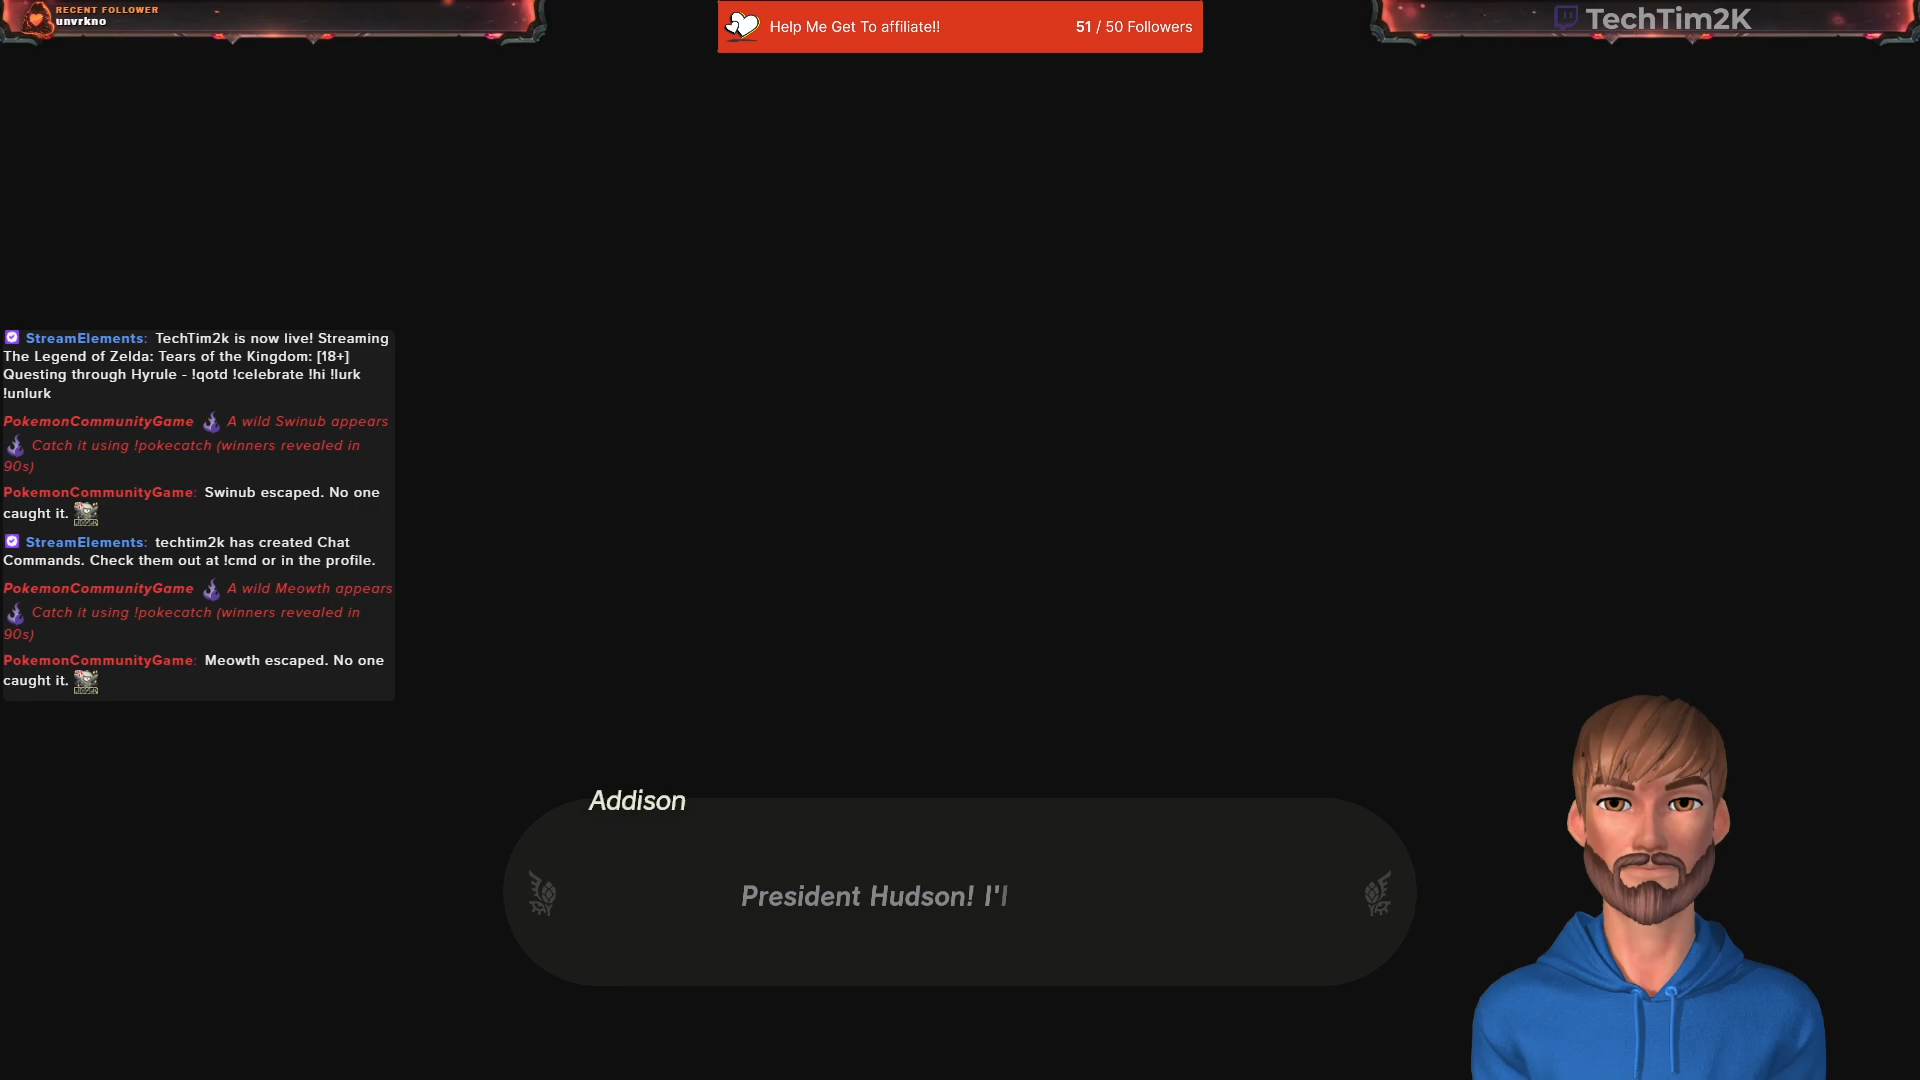 RECENT FOLLOWER
unvrkno
Help Me Get To affiliate!!
51 / 50 Followers
TechTim2K
StreamElements: TechTim2k is now live! Streaming
The Legend of Zelda: Tears of the Kingdom: [18+]
Questing through Hyrule - !qotd !celebrate !hi !lurk
!unlurk
PokemonCommunityGame A wild Swinub appears
Catch it using !pokecatch (winners revealed in
90s)
PokemonCommunityGame: Swinub escaped. No one
caught it.
StreamElements: techtim2k has created Chat
Commands. Check them out at !cmd or in the profile.
PokemonCommunityGame A wild Meowth appears
Catch it using !pokecatch (winners revealed in
90s)
PokemonCommunityGame: Meowth escaped. No one
caught it.
Addison
President Hudson! I'l